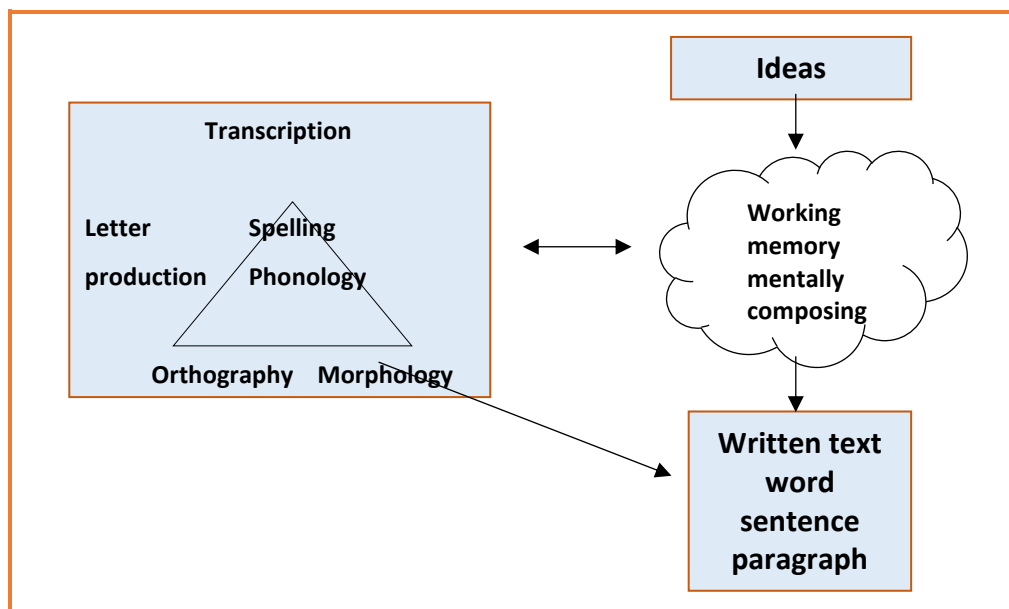 Ideas
Transcription
Letter
production
Spelling
Phonology
Orthography Morphology
Working
memory
mentally
composing
Written text
word
sentence
paragraph